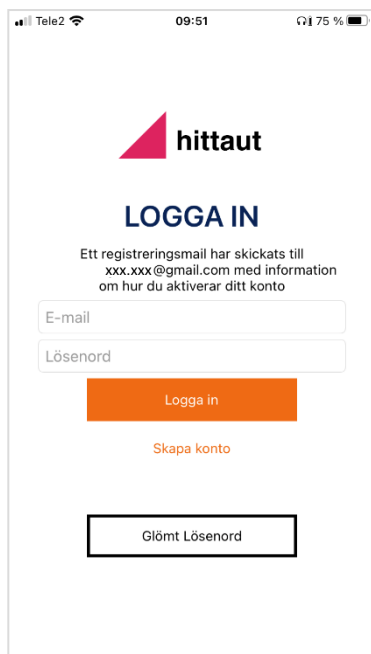 Tele2 09:51 75 %
hittaut
LOGGA IN
Ett registreringsmail har skickats till
xxx.xxx@gmail.com med information
om hur du aktiverar ditt konto
E-mail
Lösenord
Logga in
Skapa konto
Glömt Lösenord